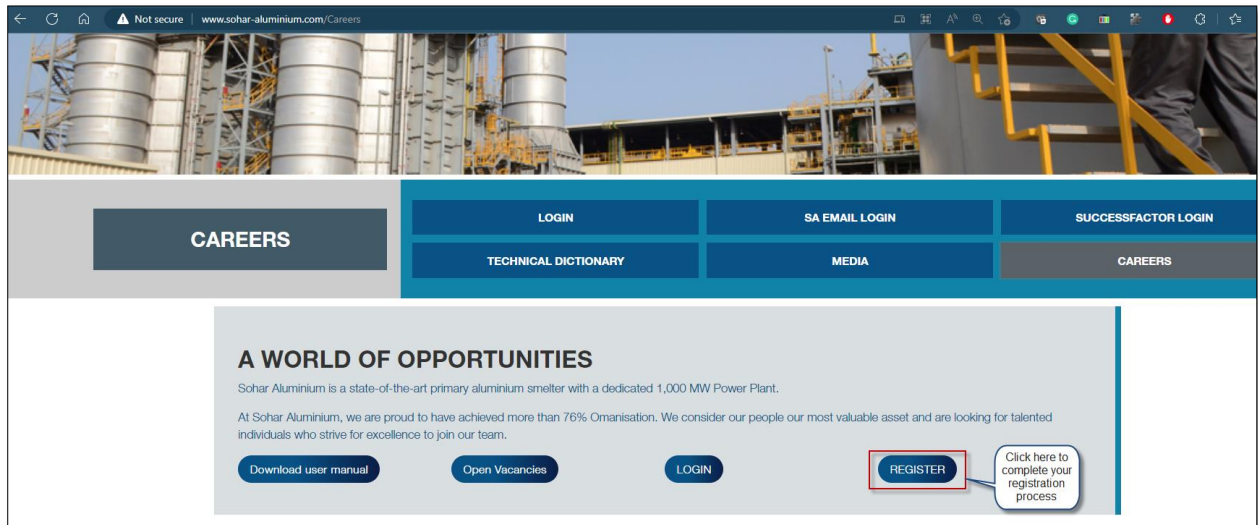 Not secure www.sohar-aluminium.com/Careers
CAREERS
LOGIN SA EMAIL LOGIN SUCCESSFACTOR LOGIN
TECHNICAL DICTIONARY MEDIA CAREERS
A WORLD OF OPPORTUNITIES
Sohar Aluminium is a state-of-the-art primary aluminium smelter with a dedicated 1,000 MW Power Plant.
At Sohar Aluminium, we are proud to have achieved more than 76% Omanisation. We consider our people our most valuable asset and are looking for talented
individuals who strive for excellence to join our team.
Download user manual Open Vacancies LOGIN REGISTER
Click here to
complete your
registration
process